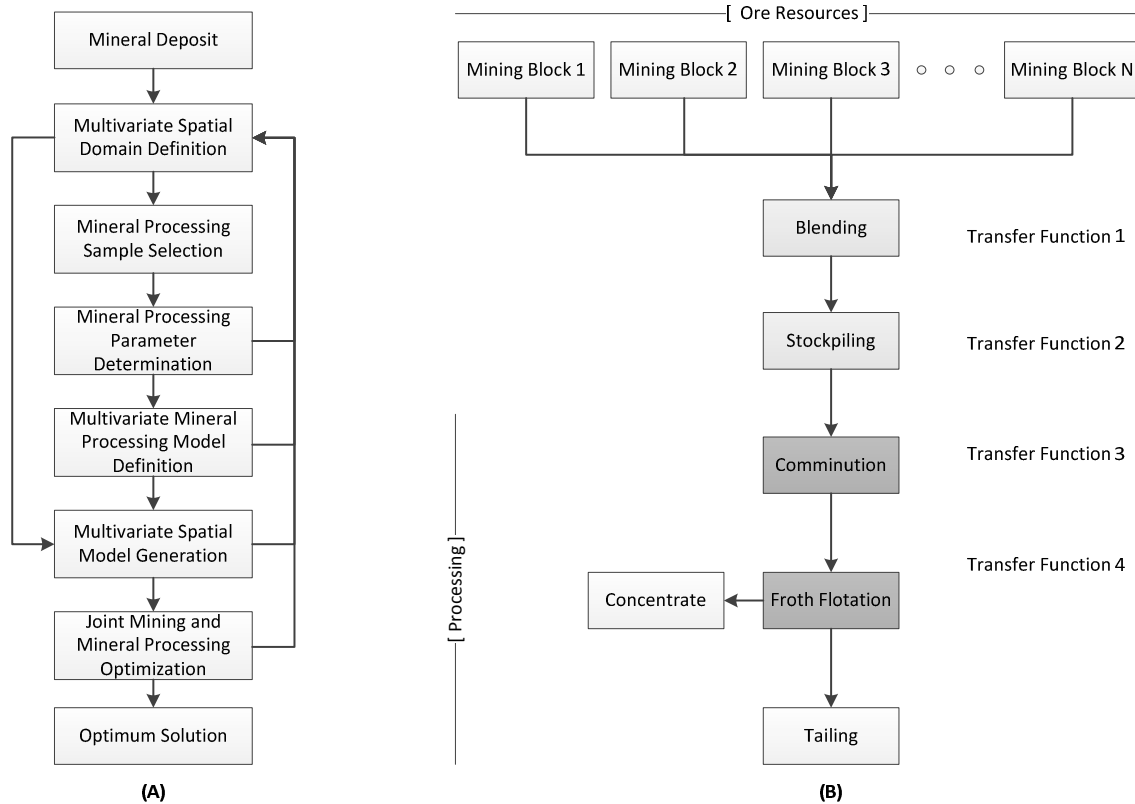 Mineral Deposit
Multivariate Spatial
Domain Definition
Mineral Processing
Sample Selection
Mineral Processing
Parameter
Determination
Multivariate Mineral
Processing Model
Definition
Multivariate Spatial
Model Generation
Joint Mining and
Mineral Processing
Optimization
Optimum Solution
(A)
[ Ore Resources ]
Mining Block 1
Mining Block 2
Mining Block 3
Mining Block N
Blending
Transfer Function 1
Stockpiling
Transfer Function 2
[ Processing ]
Comminution
Transfer Function 3
Transfer Function 4
Concentrate
Froth Flotation
Tailing
(B)